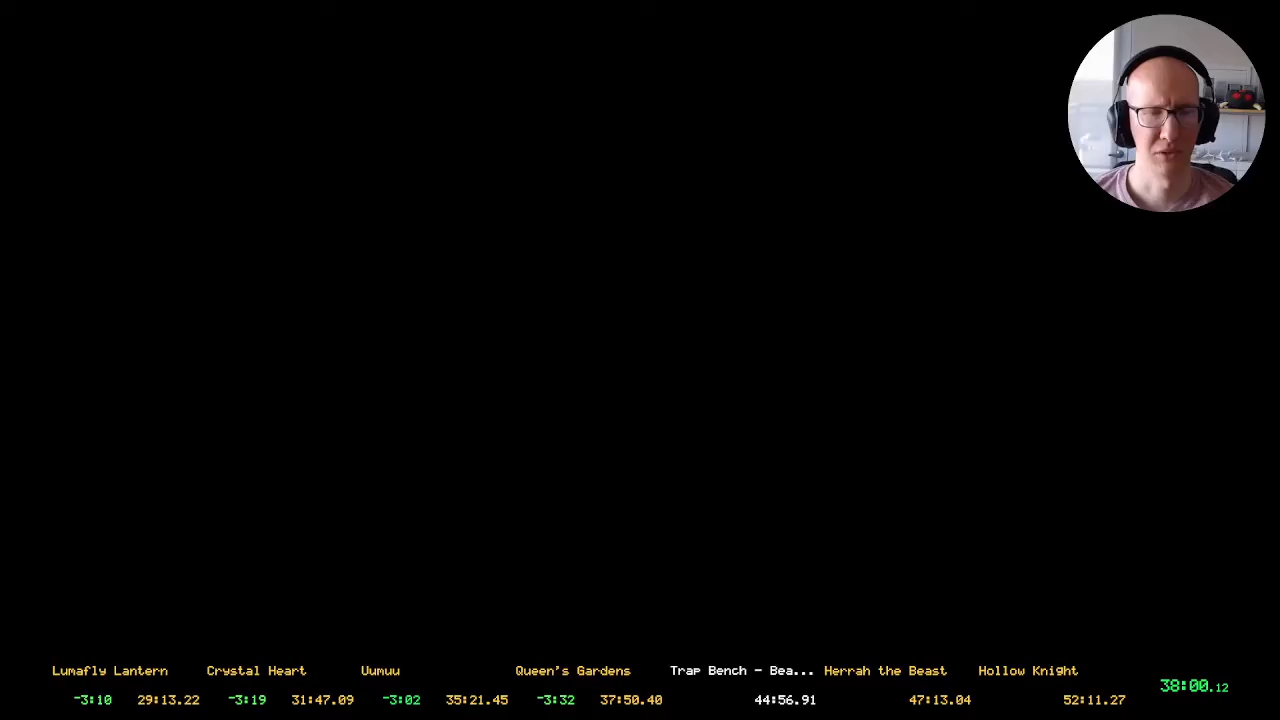 Lumafly Lantern Crystal Heart Uumuu Queen's Gardens Trap Bench - Bea... Herrah the Beast Hollow Knight
-3:10 29:13.22 -3:19 31:47.09 -3:02 35:21.45 -3:32 37:50.40 44:56.91 47:13.04 52:11.27
38:00.12